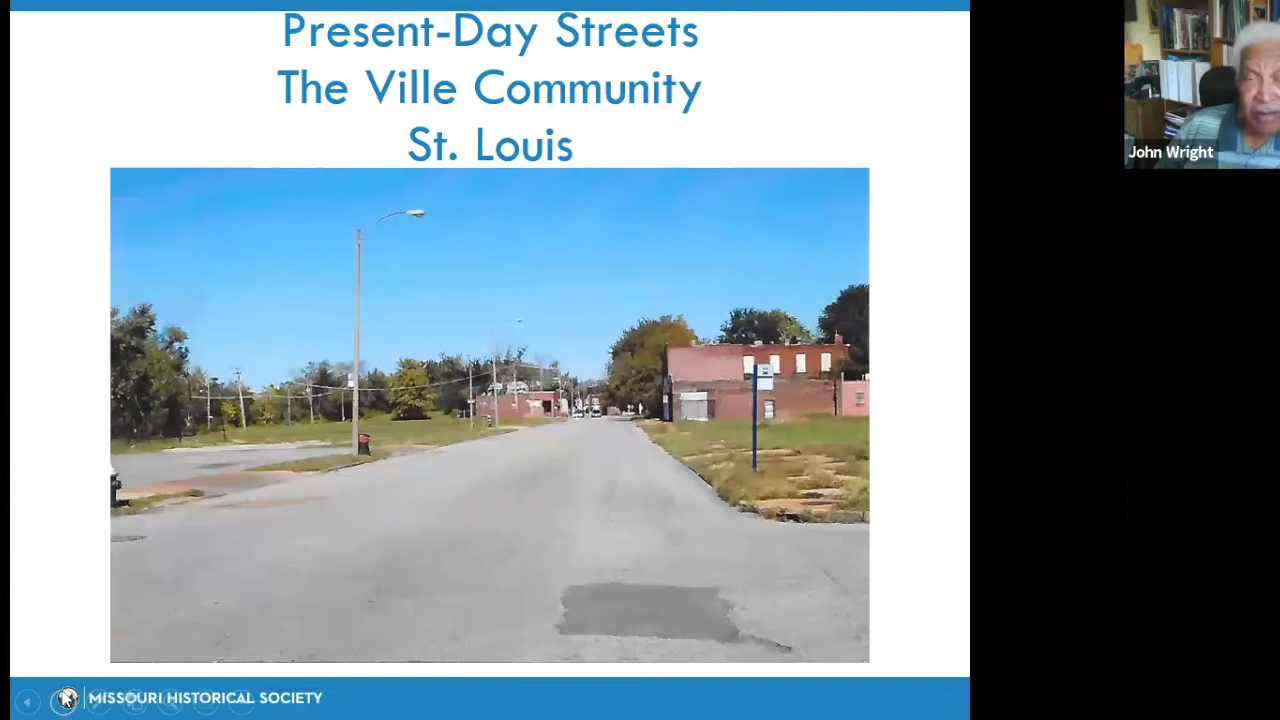 Present-Day Streets
The Ville Community
St. Louis
John Wright
MISSOURI HISTORICAL SOCIETY